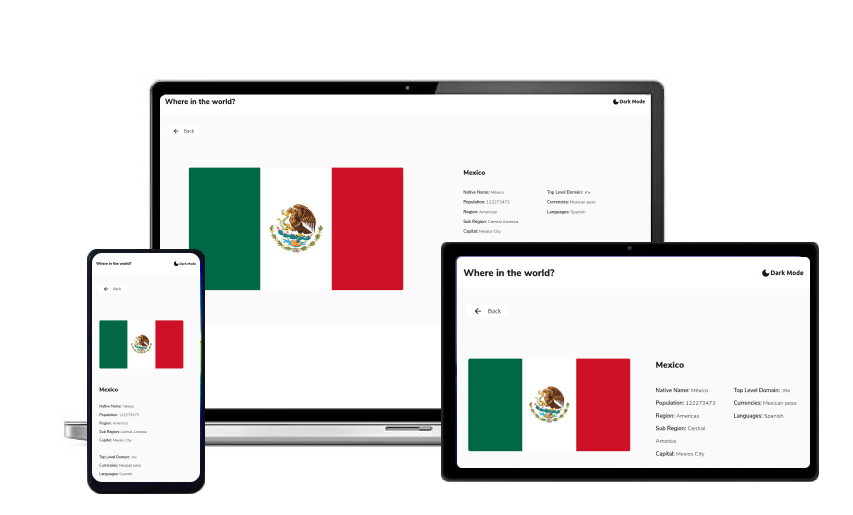 Where in the world?
Dark Mode
Back
Mexico
Native Name: México
Population: 122273473
Region: Americas
Sub Region: Central America
Capital: Mexico City
Top Level Domain: .mx
Currencies: Mexican peso
Languages: Spanish
Where in the world?
Dark Mode
Back
Mexico
Native Name: México
Population: 122273473
Region: Americas
Sub Region: Central America
Capital: Mexico City
Top Level Domain: .mx
Currencies: Mexican peso
Languages: Spanish
Where in the world?
Dark Mode
Back
Mexico
Native Name: México
Population: 122273473
Region: Americas
Sub Region: Central
America
Capital: Mexico City
Top Level Domain: .mx
Currencies: Mexican peso
Languages: Spanish